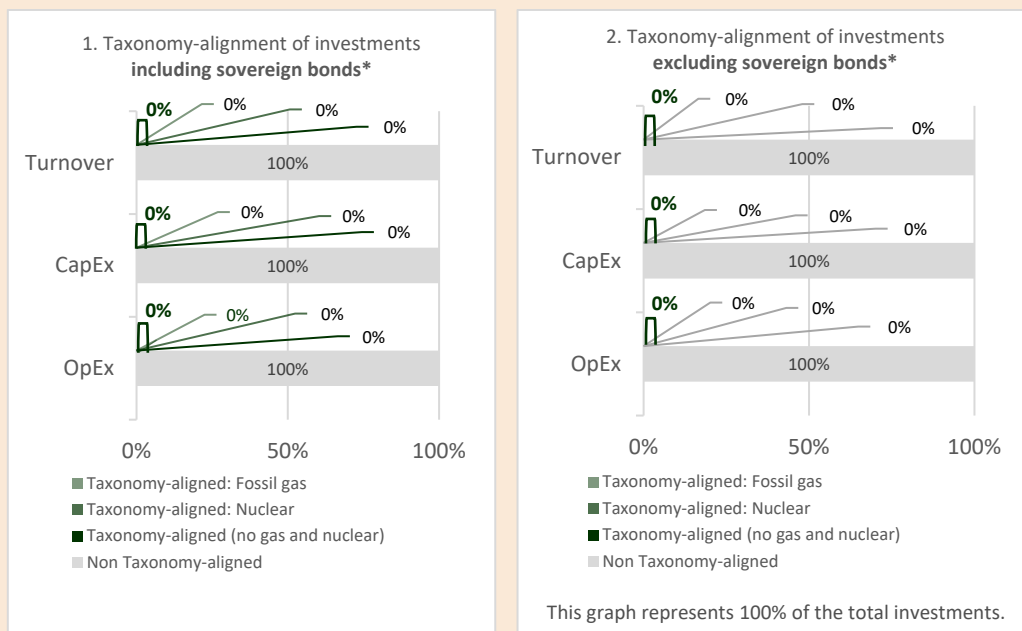 1. Taxonomy-alignment of investments
including sovereign bonds*
0%
0%
0%
0%
Turnover
100%
0%
0%
0%
0%
CapEx
100%
0%
0%
0%
0%
OpEx
100%
0%
50%
100%
Taxonomy-aligned: Fossil gas
Taxonomy-aligned: Nuclear
Taxonomy-aligned (no gas and nuclear)
Non Taxonomy-aligned
2. Taxonomy-alignment of investments
excluding sovereign bonds*
0%
0%
0%
0%
Turnover
100%
0%
0%
0%
0%
CapEx
100%
0%
0%
0%
0%
OpEx
100%
0%
50%
100%
Taxonomy-aligned: Fossil gas
Taxonomy-aligned: Nuclear
Taxonomy-aligned (no gas and nuclear)
Non Taxonomy-aligned
This graph represents 100% of the total investments.